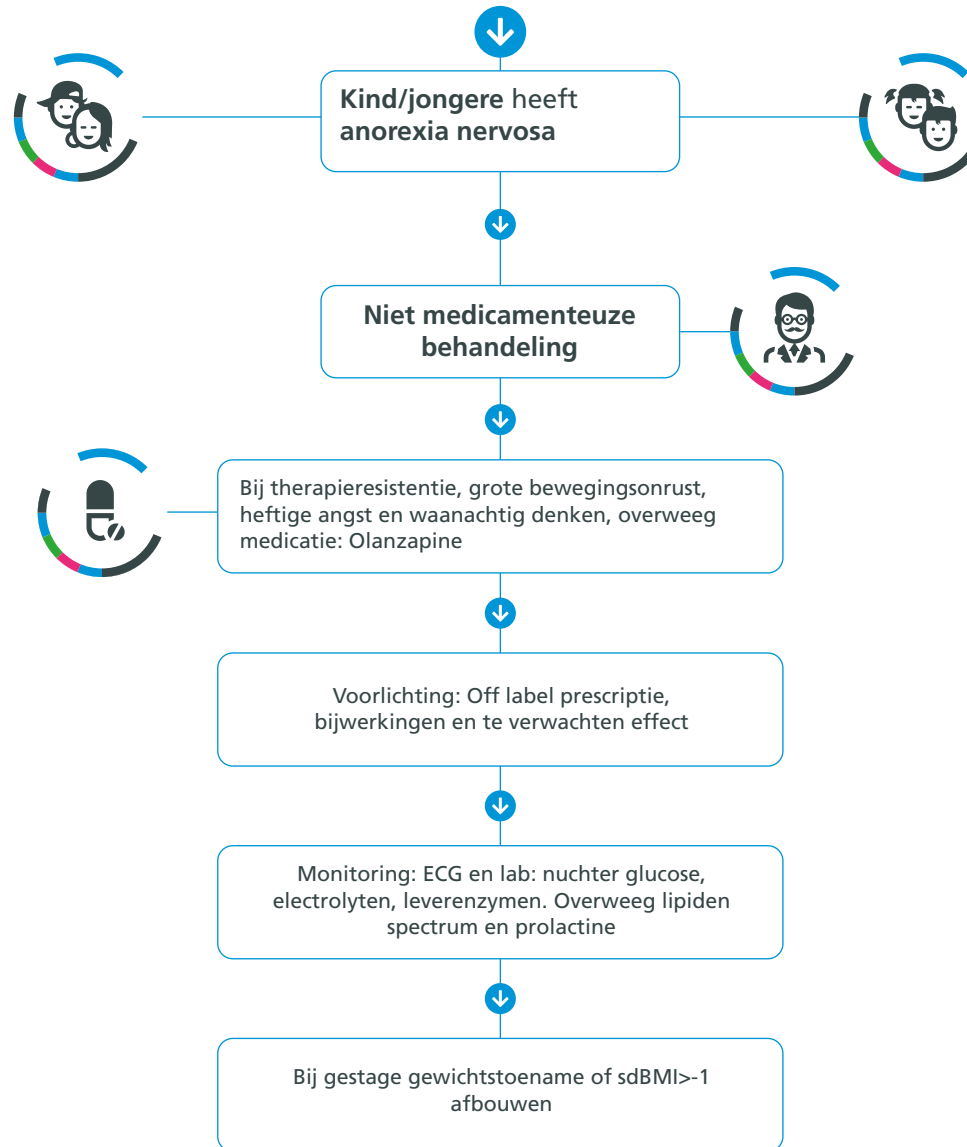 Kind/jongere heeft
anorexia nervosa
Niet medicamenteuze
behandeling
Bij therapieresistentie, grote bewegingsonrust,
heftige angst en waanachtig denken, overweeg
medicatie: Olanzapine
Voorlichting: Off label prescriptie,
bijwerkingen en te verwachten effect
Monitoring: ECG en lab: nuchter glucose,
electrolyten, leverenzymen. Overweeg lipiden
spectrum en prolactine
Bij gestage gewichtstoename of sdBMI>-1
afbouwen